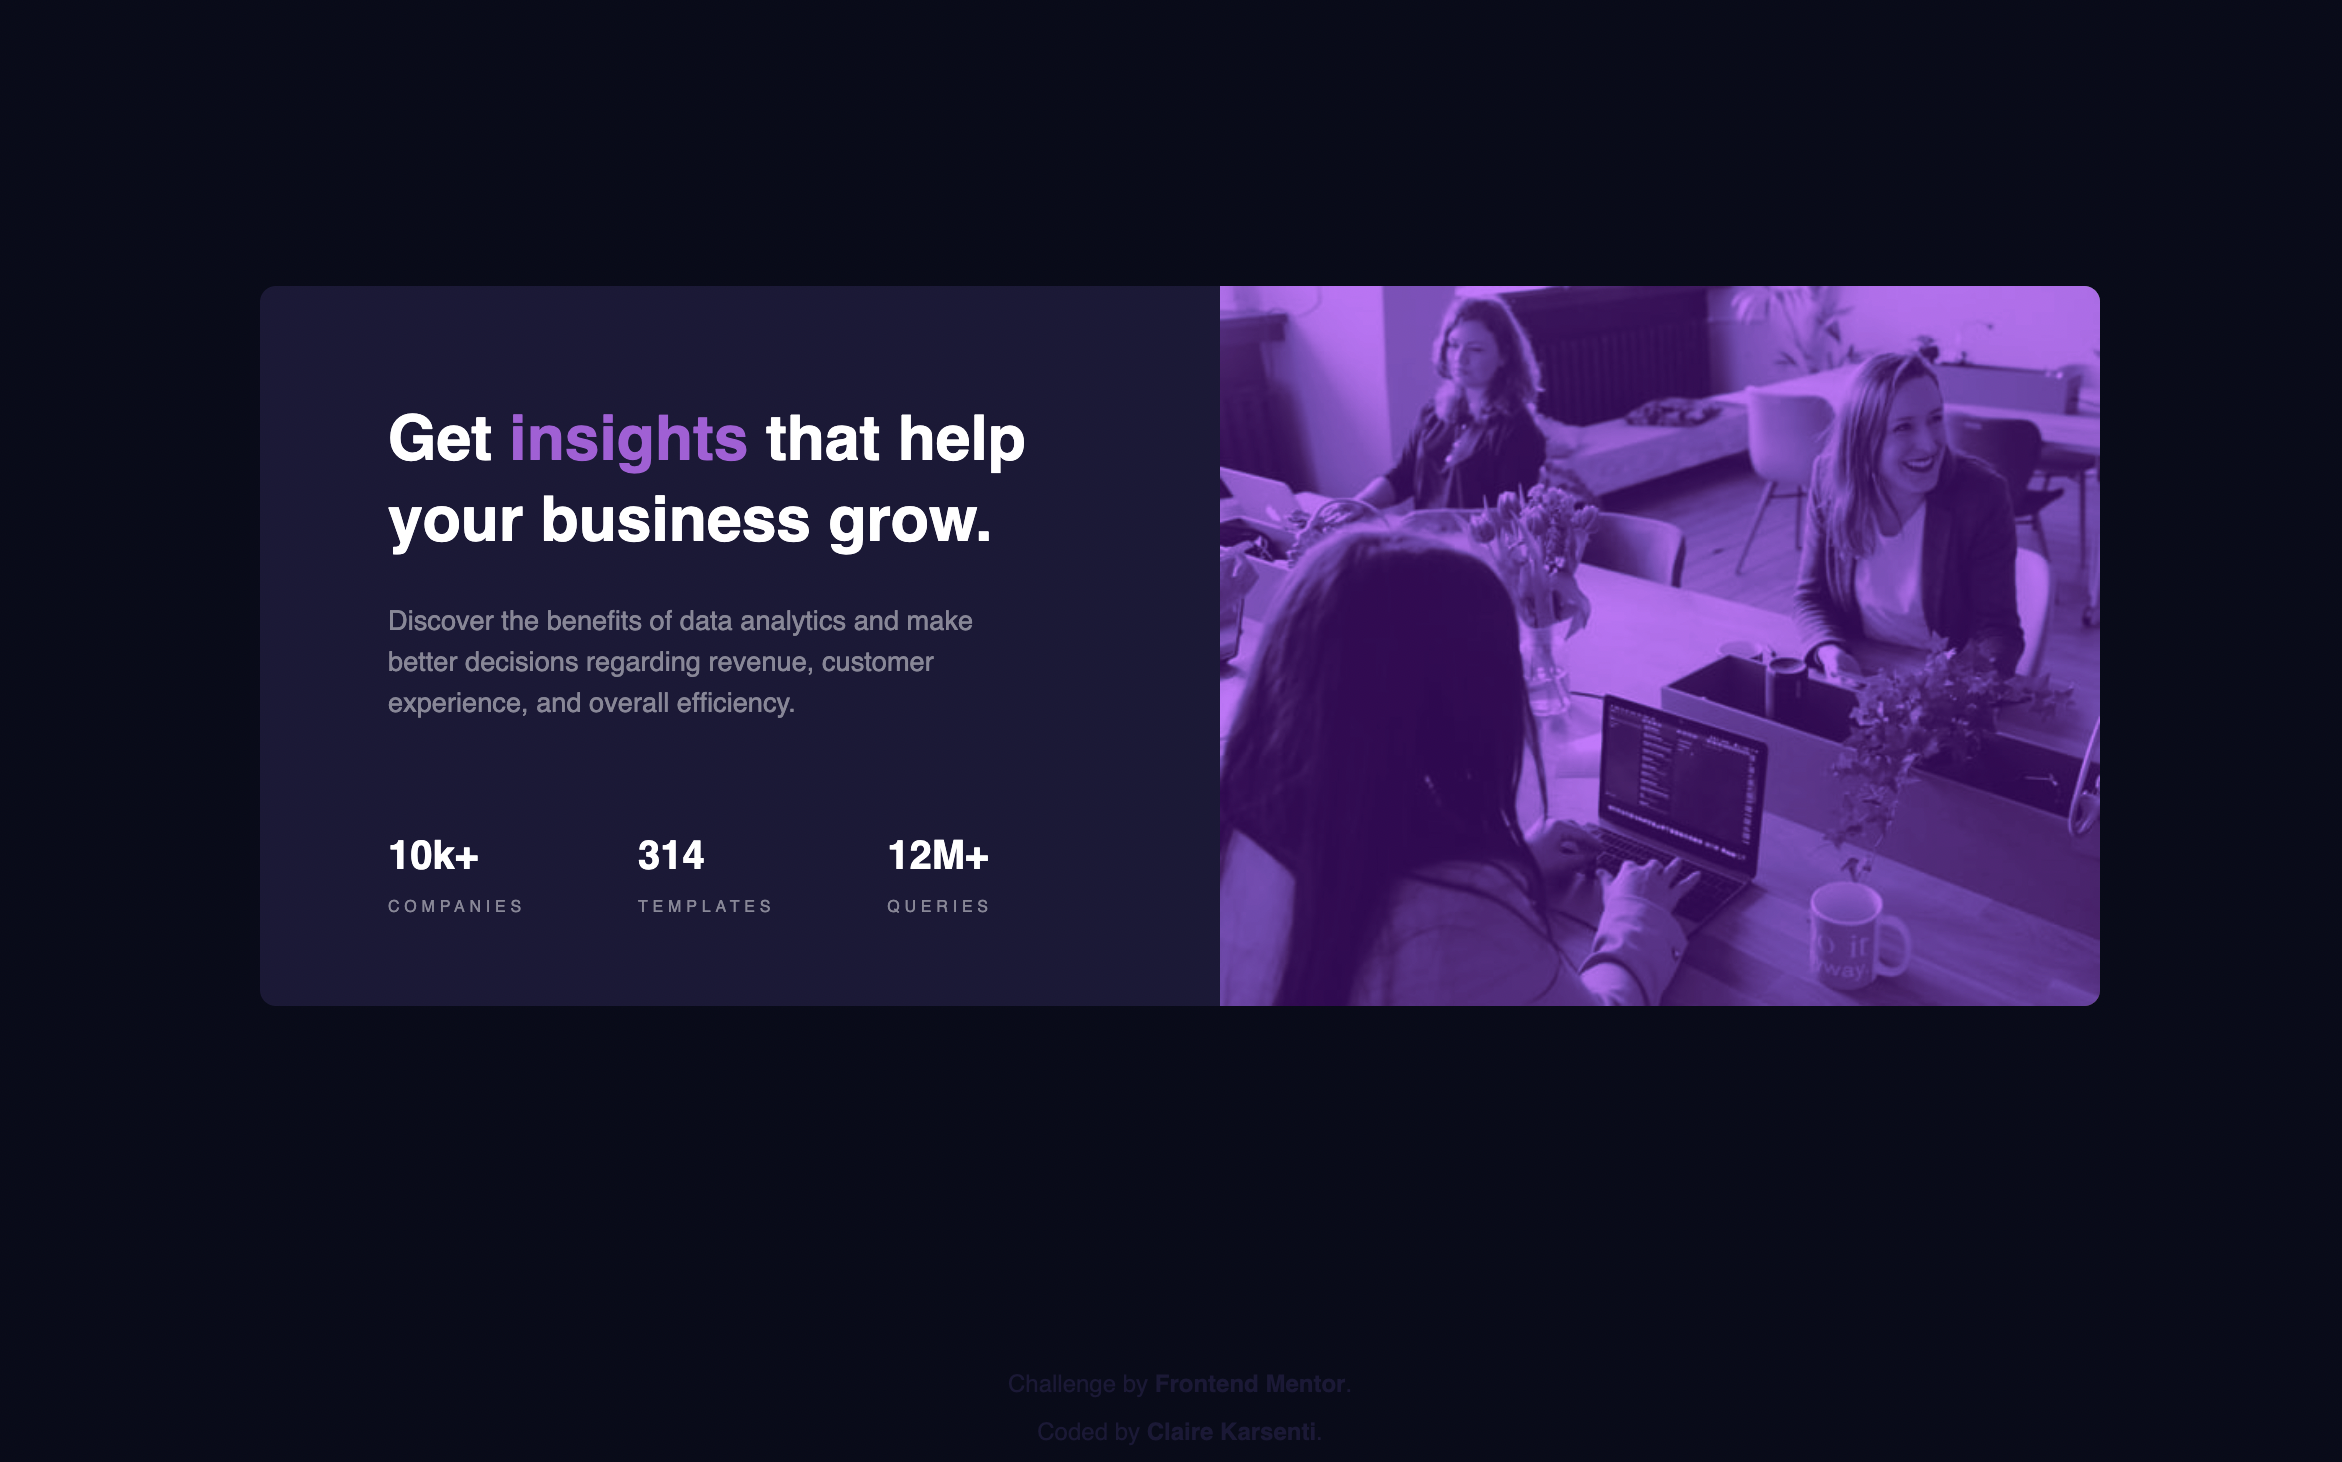 Get insights that help
your business grow.
Discover the benefits of data analytics and make
better decisions regarding revenue, customer
experience, and overall efficiency.
10k+ 314 12M+
COMPANIES TEMPLATES QUERIES
Challenge by Frontend Mentor.
Coded by Claire Karsenti.